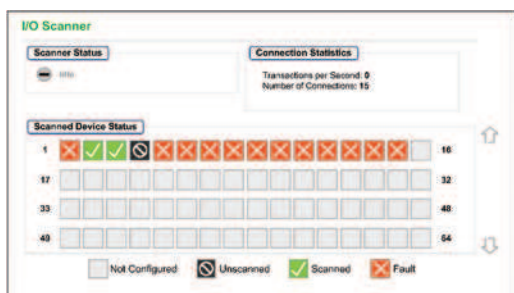 I/O Scanner
Scanner Status
Connection Statistics
Idle
Transactions per Second: 0
Number of Connections: 15
Scanned Device Status
1 16
17 32
33 48
49 64
Not Configured Unscanned Scanned Fault